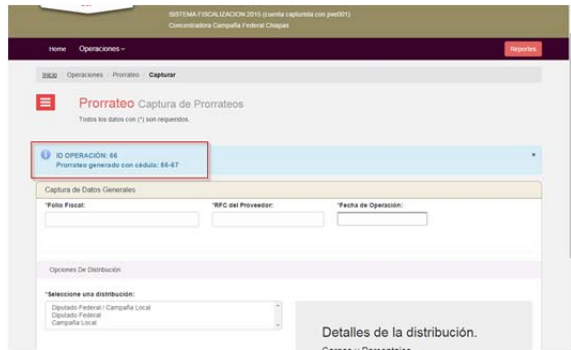 SISTEMA FISCALIZACION 2015 (cuenta capturista con pwd01)
Concentradora Campaña Federal Chiapas
Home Operaciones
Reportes
Inicio Operaciones Prorrateo Capturar
Prorrateo Captura de Prorrateos
Todos los datos con (*) son requeridos.
ID OPERACIÓN: 66
Prorrateo generado con cédula: 66-67
Captura de Datos Generales
*Folio Fiscal: *RFC del Proveedor: *Fecha de Operación:
Opciones De Distribución
*Seleccione una distribución:
Diputado Federal / Campaña Local
Diputado Federal
Campaña Local
Detalles de la distribución.